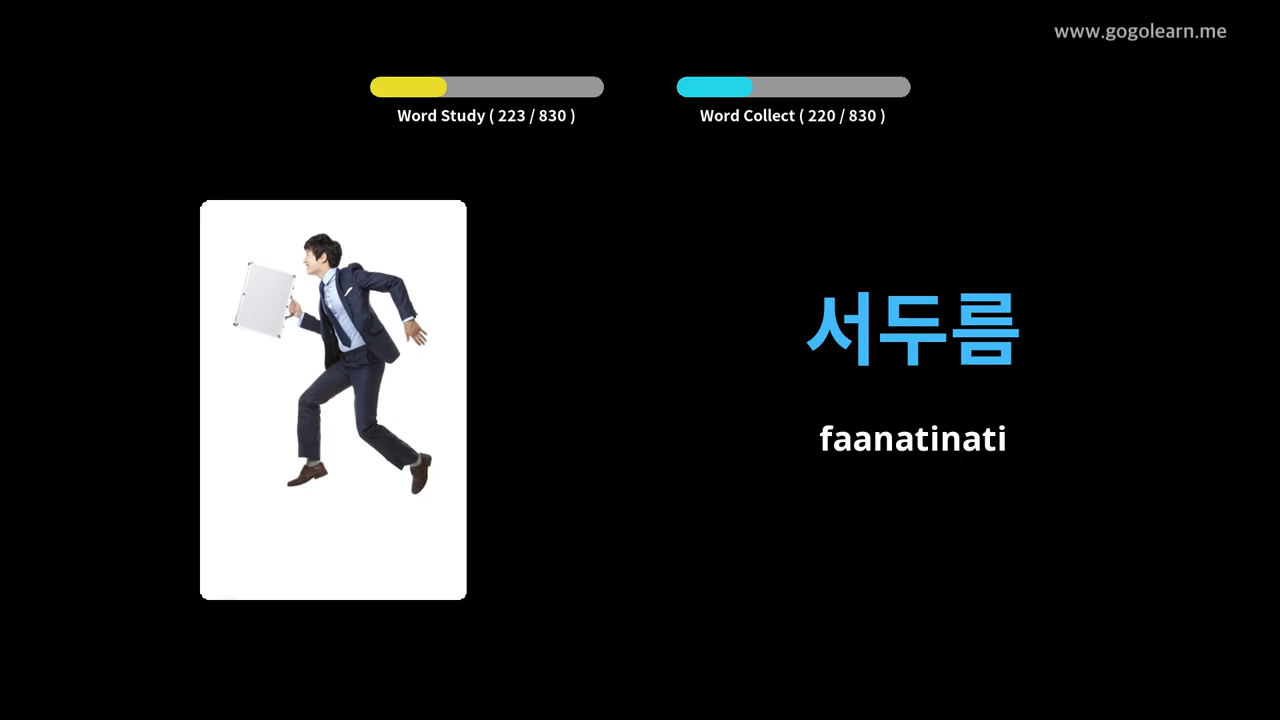 www.gogolearn.me
Word Study ( 223 / 830 )
Word Collect ( 220 / 830 )
서두름
faanatinati